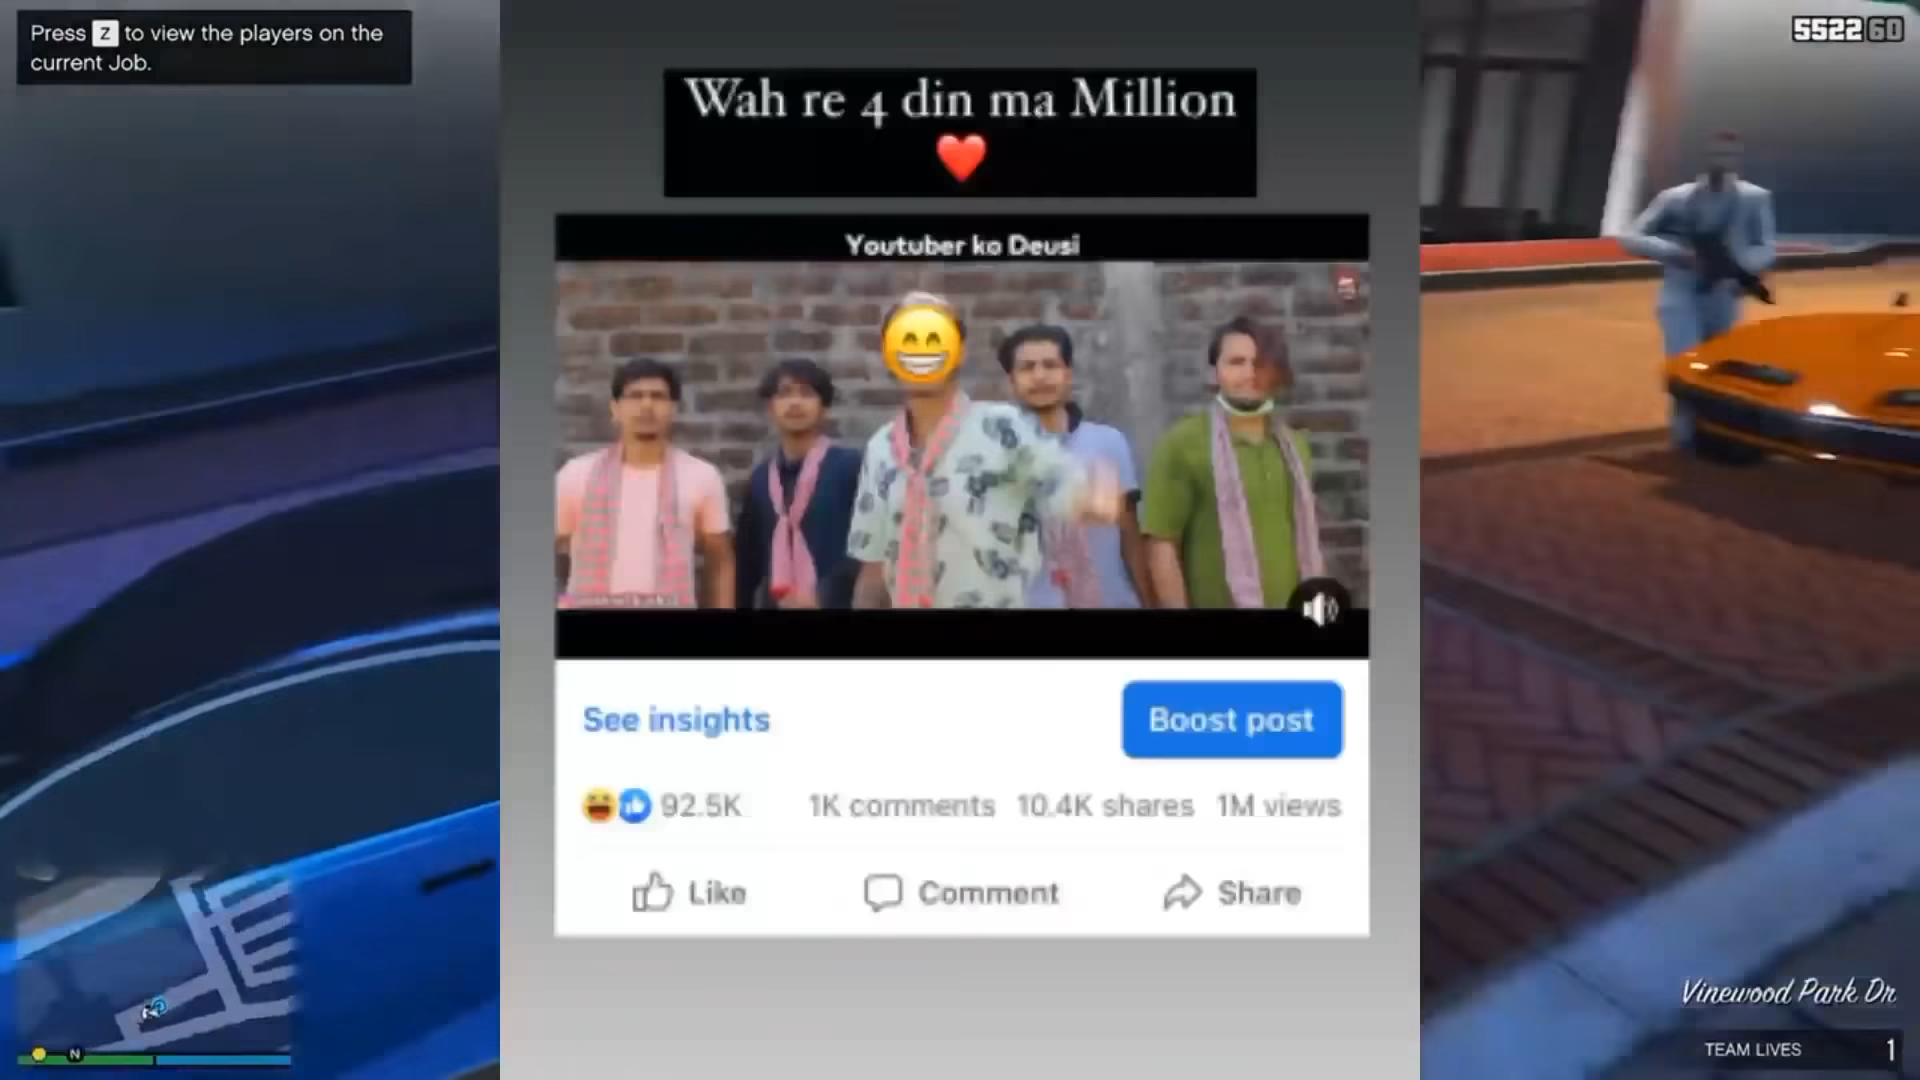 Press Z to view the players on the
current Job.
5522 60
Wah re 4 din ma Million
Youtuber ko Deusi
See insights
Boost post
92.5K
1K comments
10.4K shares
1M views
Like
Comment
Share
N
Vinewood Park Dr
TEAM LIVES 1